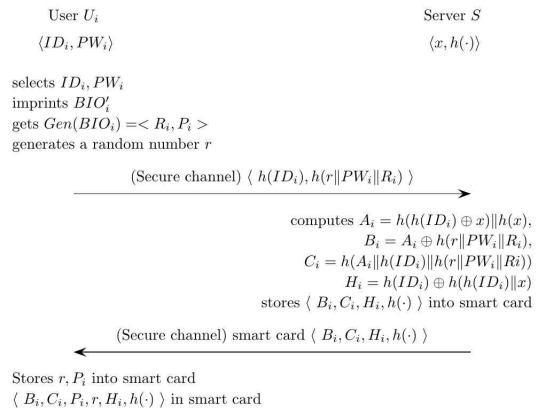 User U_i
Server S
⟨ID_i, PW_i⟩
⟨x, h(·)⟩
selects ID_i, PW_i
imprints BIO'_i
gets Gen(BIO_i) =< R_i, P_i >
generates a random number r
(Secure channel) ⟨ h(ID_i), h(r‖PW_i‖R_i) ⟩
computes A_i = h(h(ID_i) ⊕ x)‖h(x),
B_i = A_i ⊕ h(r‖PW_i‖R_i),
C_i = h(A_i‖h(ID_i)‖h(r‖PW_i‖Ri))
H_i = h(ID_i) ⊕ h(h(ID_i)‖x)
stores ⟨ B_i, C_i, H_i, h(·) ⟩ into smart card
(Secure channel) smart card ⟨ B_i, C_i, H_i, h(·) ⟩
Stores r, P_i into smart card
⟨ B_i, C_i, P_i, r, H_i, h(·) ⟩ in smart card